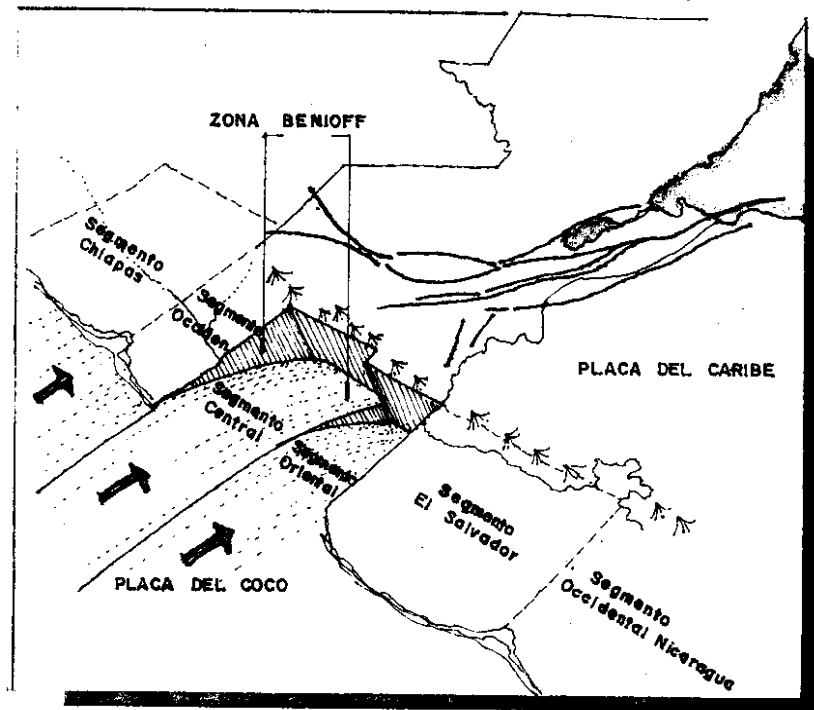 ZONA BENIOFF
Segmento
Chiapas
Segmento
Occiden.
PLACA DEL CARIBE
Segmento
Central
Segmento
Oriental
Segmento
El Salvador
PLACA DEL COCO
Segmento
Occidental Nicaragua